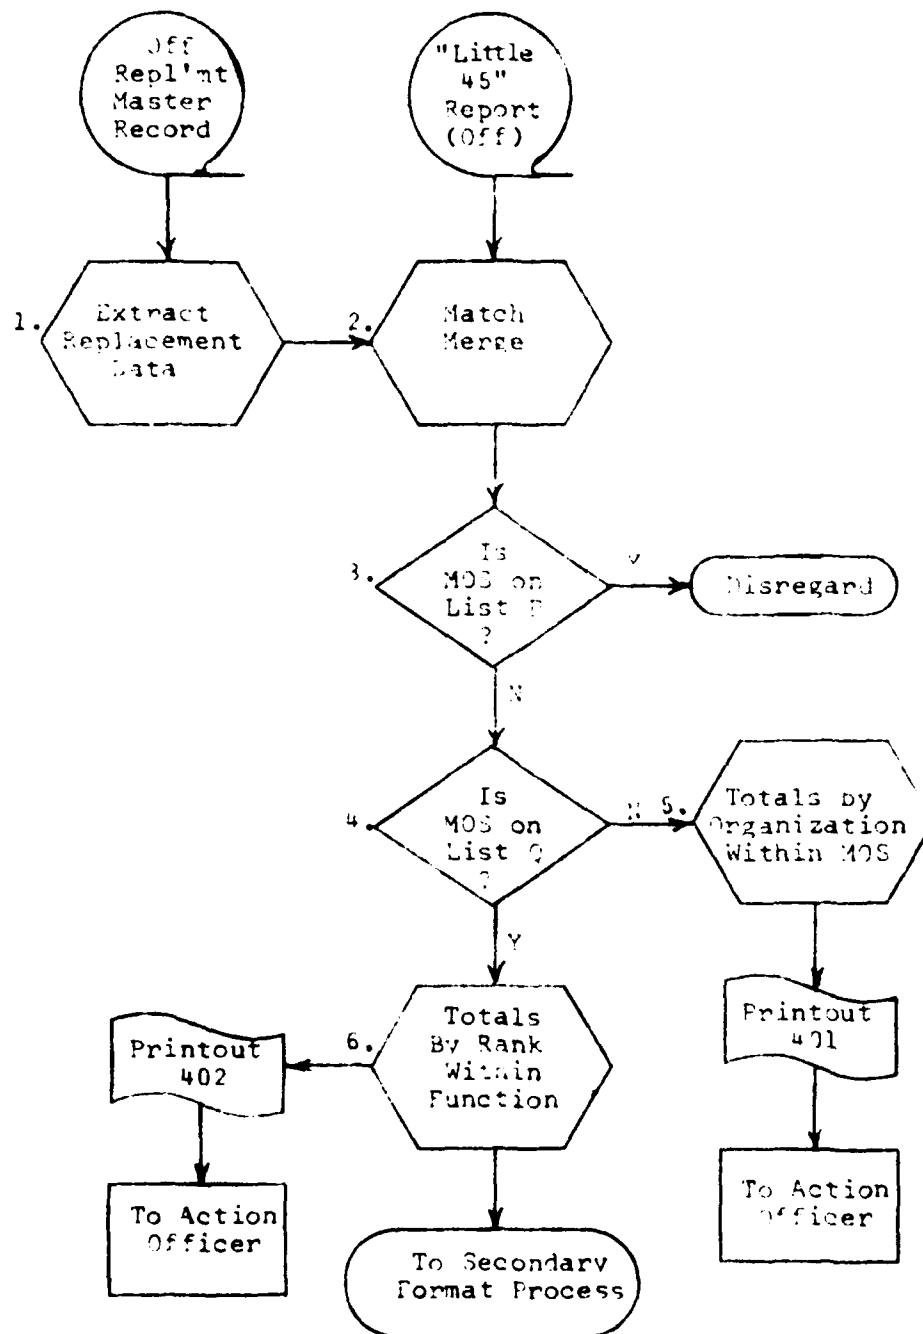 Off
Repl'mt
Master
Record
"Little
45"
Report
(Off)
1.
Extract
Replacement
Data
2.
Match
Merge
3.
Is
MOS on
List
?
Disregard
N
4.
Is
MOS on
List Q
?
N
5.
Totals by
Organization
Within MOS
Y
6.
Totals
By Rank
Within
Function
Printout
402
Printout
401
To Action
Officer
To Action
Officer
To Secondary
Format Process